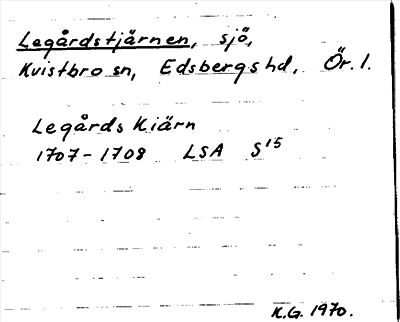 Legårdstjärnen, sjö,
Kvistbro sn, Edsbergs hd, Ör. l.
Legårds Kiärn
1707-1708 LSA S15
K.G. 1970.